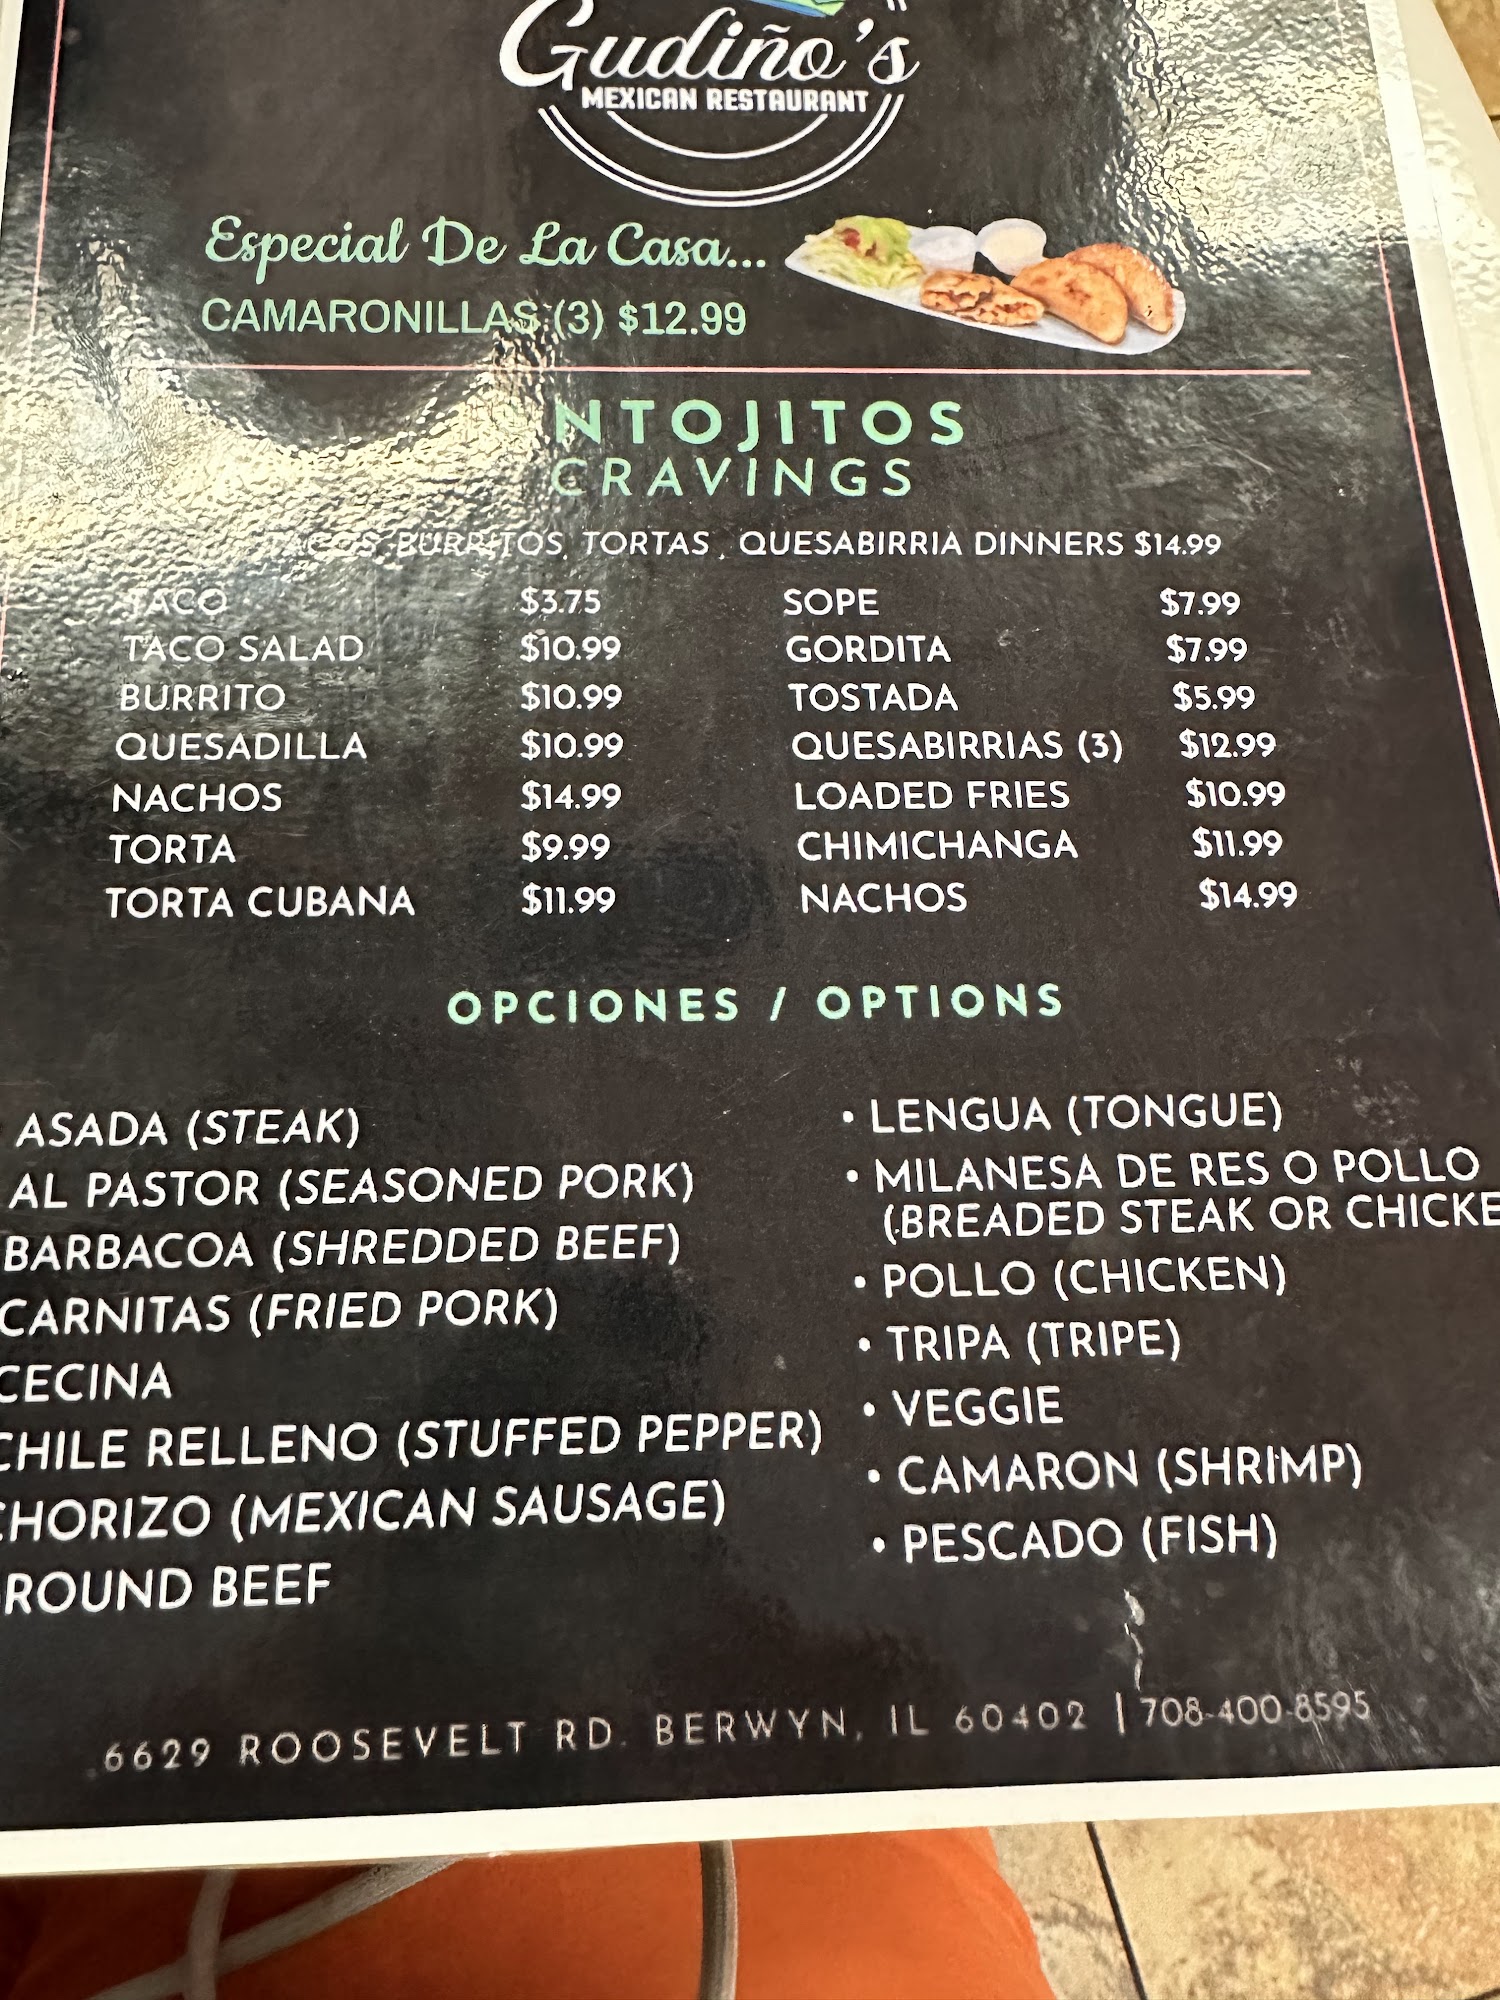 Gudiño's
MEXICAN RESTAURANT
Especial De La Casa...
CAMARONILLAS (3) $12.99
NTOJITOS
CRAVINGS
TACOS BURRITOS, TORTAS, QUESABIRRIA DINNERS $14.99
TACO $3.75
TACO SALAD $10.99
BURRITO $10.99
QUESADILLA $10.99
NACHOS $14.99
TORTA $9.99
TORTA CUBANA $11.99
SOPE $7.99
GORDITA $7.99
TOSTADA $5.99
QUESABIRRIAS (3) $12.99
LOADED FRIES $10.99
CHIMICHANGA $11.99
NACHOS $14.99
OPCIONES / OPTIONS
ASADA (STEAK)
AL PASTOR (SEASONED PORK)
BARBACOA (SHREDDED BEEF)
CARNITAS (FRIED PORK)
CECINA
CHILE RELLENO (STUFFED PEPPER)
CHORIZO (MEXICAN SAUSAGE)
ROUND BEEF
• LENGUA (TONGUE)
• MILANESA DE RES O POLLO
(.BREADED STEAK OR CHICKE
• POLLO (CHICKEN)
• TRIPA (TRIPE)
• VEGGIE
• CAMARON (SHRIMP)
• PESCADO (FISH)
6629 ROOSEVELT RD. BERWYN, IL 60402 | 708-400-8595